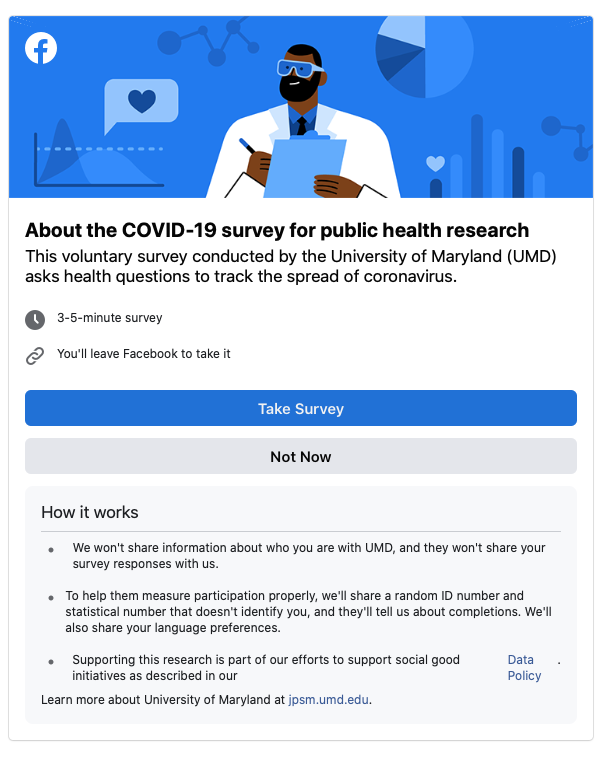 About the COVID-19 survey for public health research
This voluntary survey conducted by the University of Maryland (UMD)
asks health questions to track the spread of coronavirus.
3-5-minute survey
You'll leave Facebook to take it
Take Survey
Not Now
How it works
We won't share information about who you are with UMD, and they won't share your
survey responses with us.
To help them measure participation properly, we'll share a random ID number and
statistical number that doesn't identify you, and they'll tell us about completions. We'll
also share your language preferences.
Supporting this research is part of our efforts to support social good
initiatives as described in our
Data
Policy
.
Learn more about University of Maryland at jpsm.umd.edu.